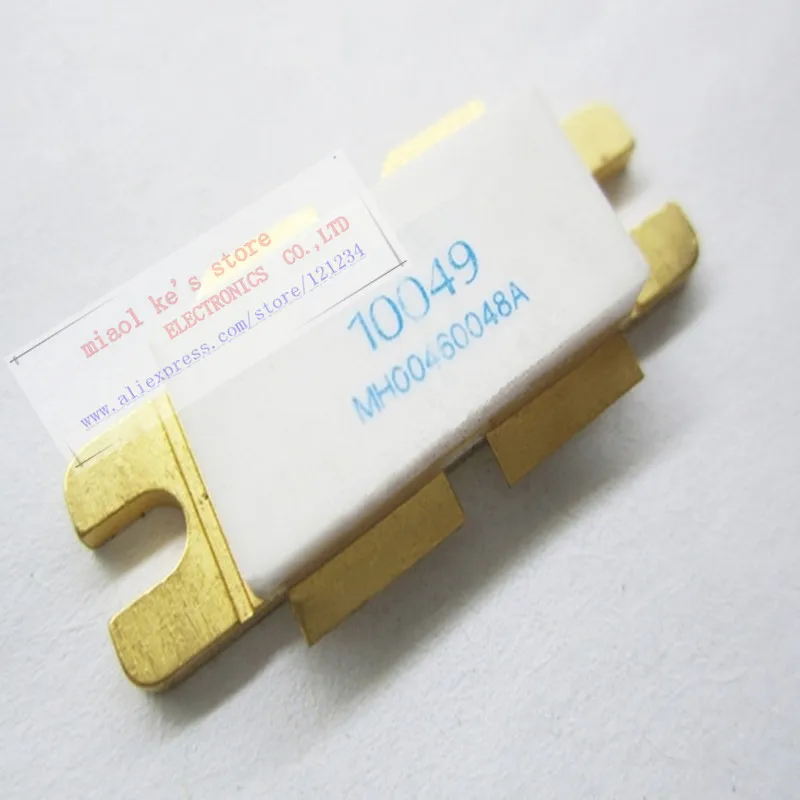 miaol ke's store
ELECTRONICS CO.,LTD
www.aliexpress.com/store/121234
10049
MH00460048A